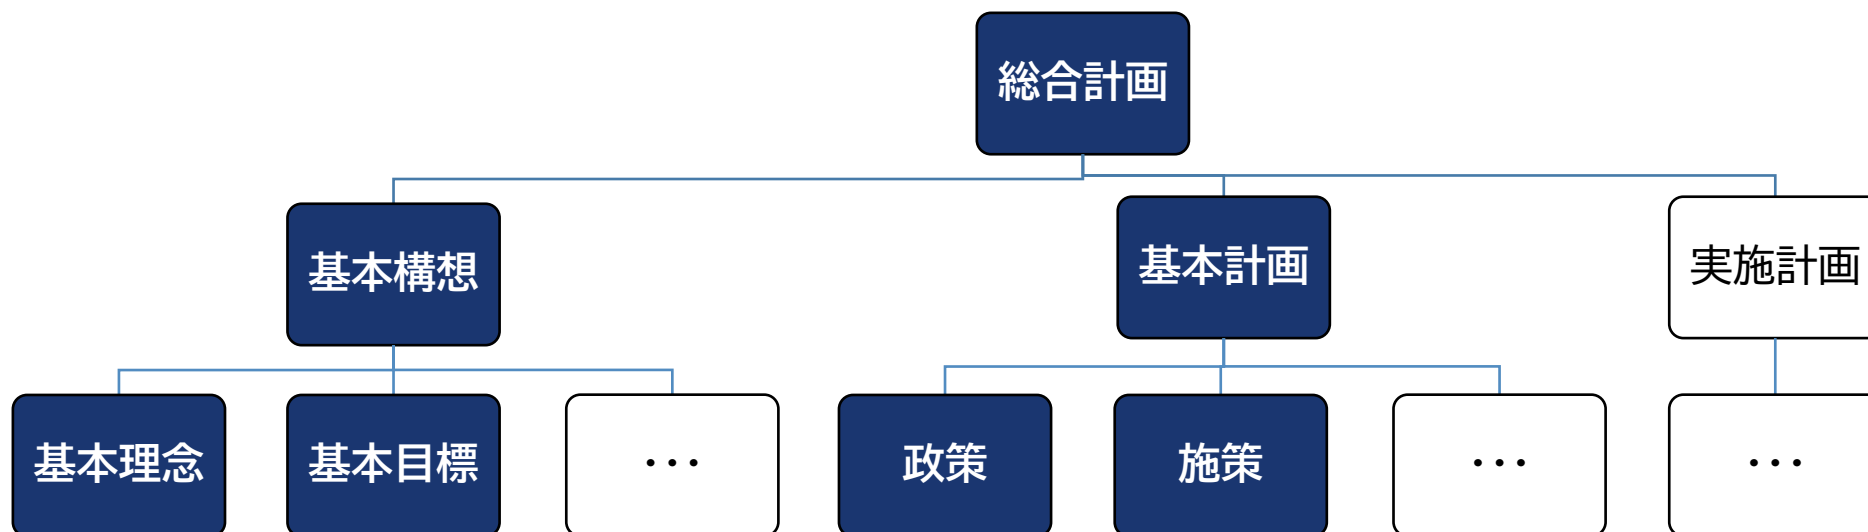 総合計画
基本構想
基本計画
実施計画
基本理念
基本目標
・・・
政策
施策
・・・
・・・